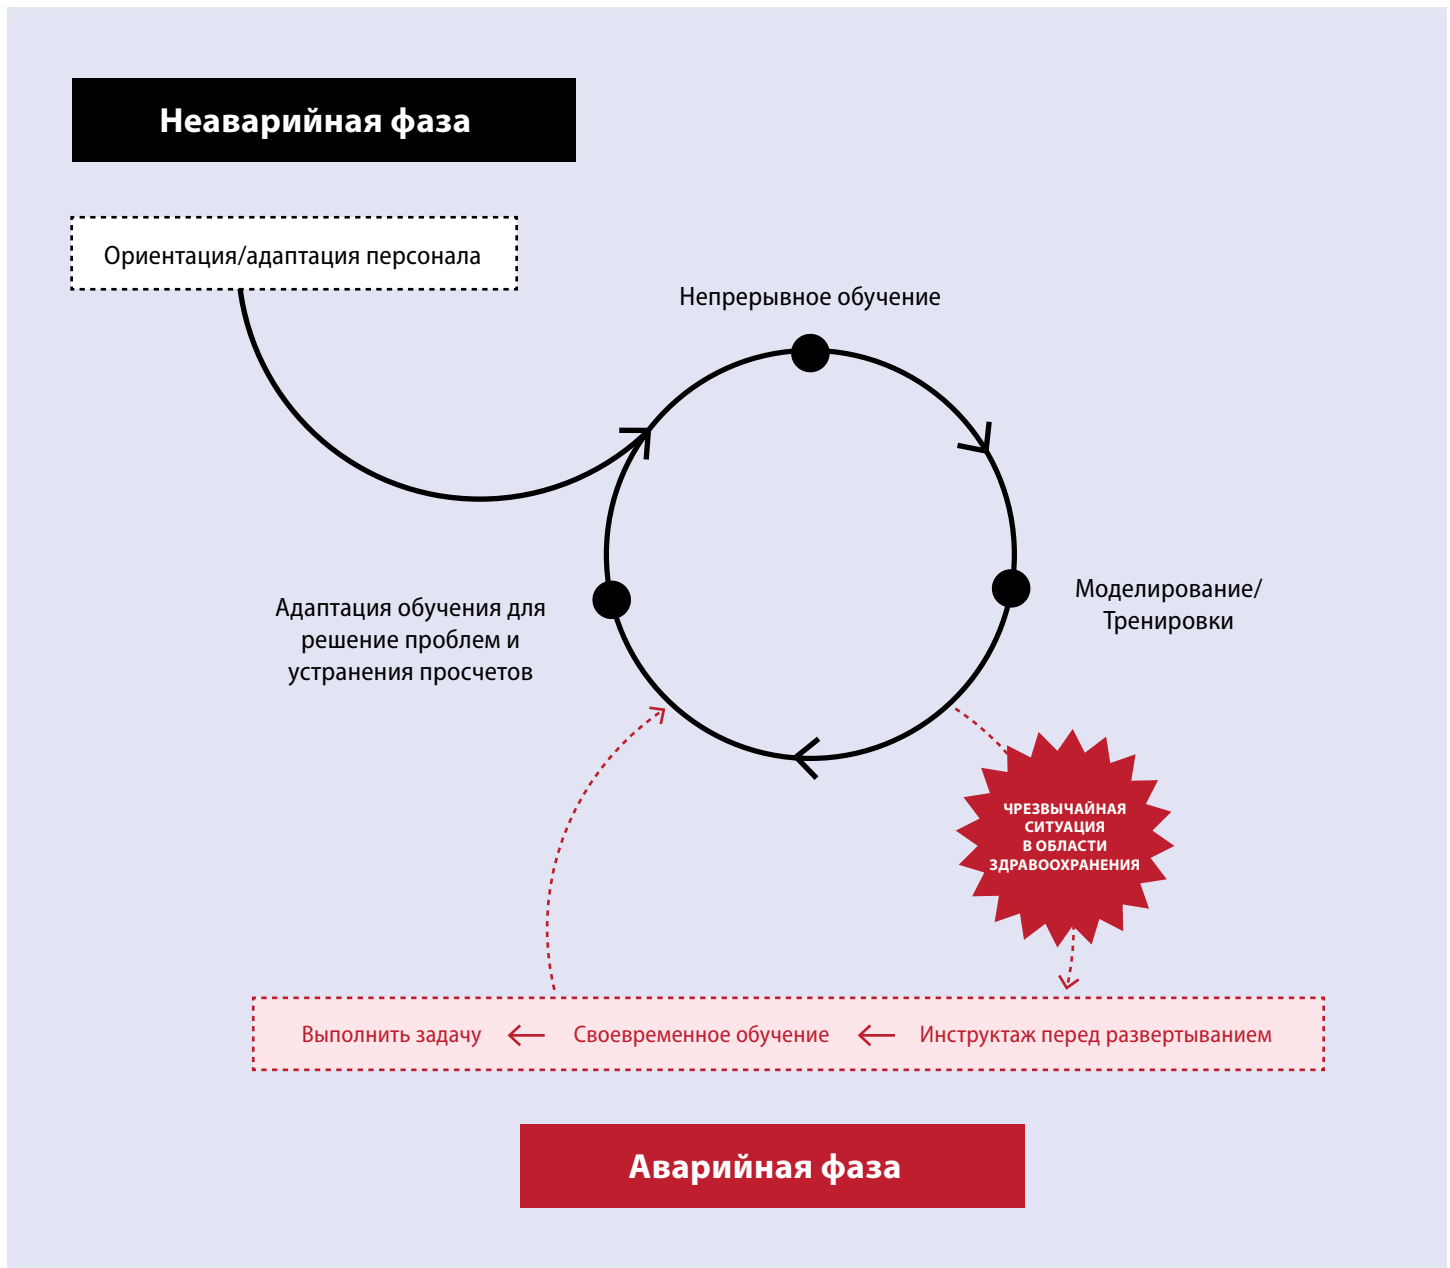 Неаварийная фаза
Ориентация/адаптация персонала
Непрерывное обучение
Моделирование/
Тренировки
Адаптация обучения для
решение проблем и
устранения просчетов
ЧРЕЗВЫЧАЙНАЯ
СИТУАЦИЯ
В ОБЛАСТИ
ЗДРАВООХРАНЕНИЯ
Выполнить задачу ← Своевременное обучение ← Инструктаж перед развертыванием
Аварийная фаза